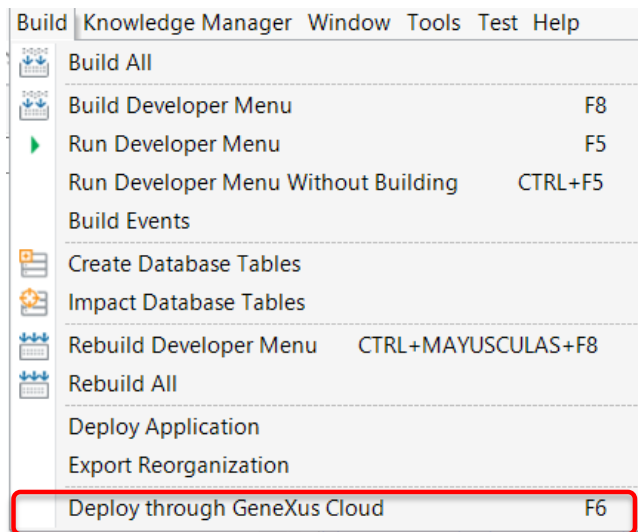 Build Knowledge Manager Window Tools Test Help
Build All
Build Developer Menu F8
Run Developer Menu F5
Run Developer Menu Without Building CTRL+F5
Build Events
Create Database Tables
Impact Database Tables
Rebuild Developer Menu CTRL+MAYUSCULAS+F8
Rebuild All
Deploy Application
Export Reorganization
Deploy through GeneXus Cloud F6